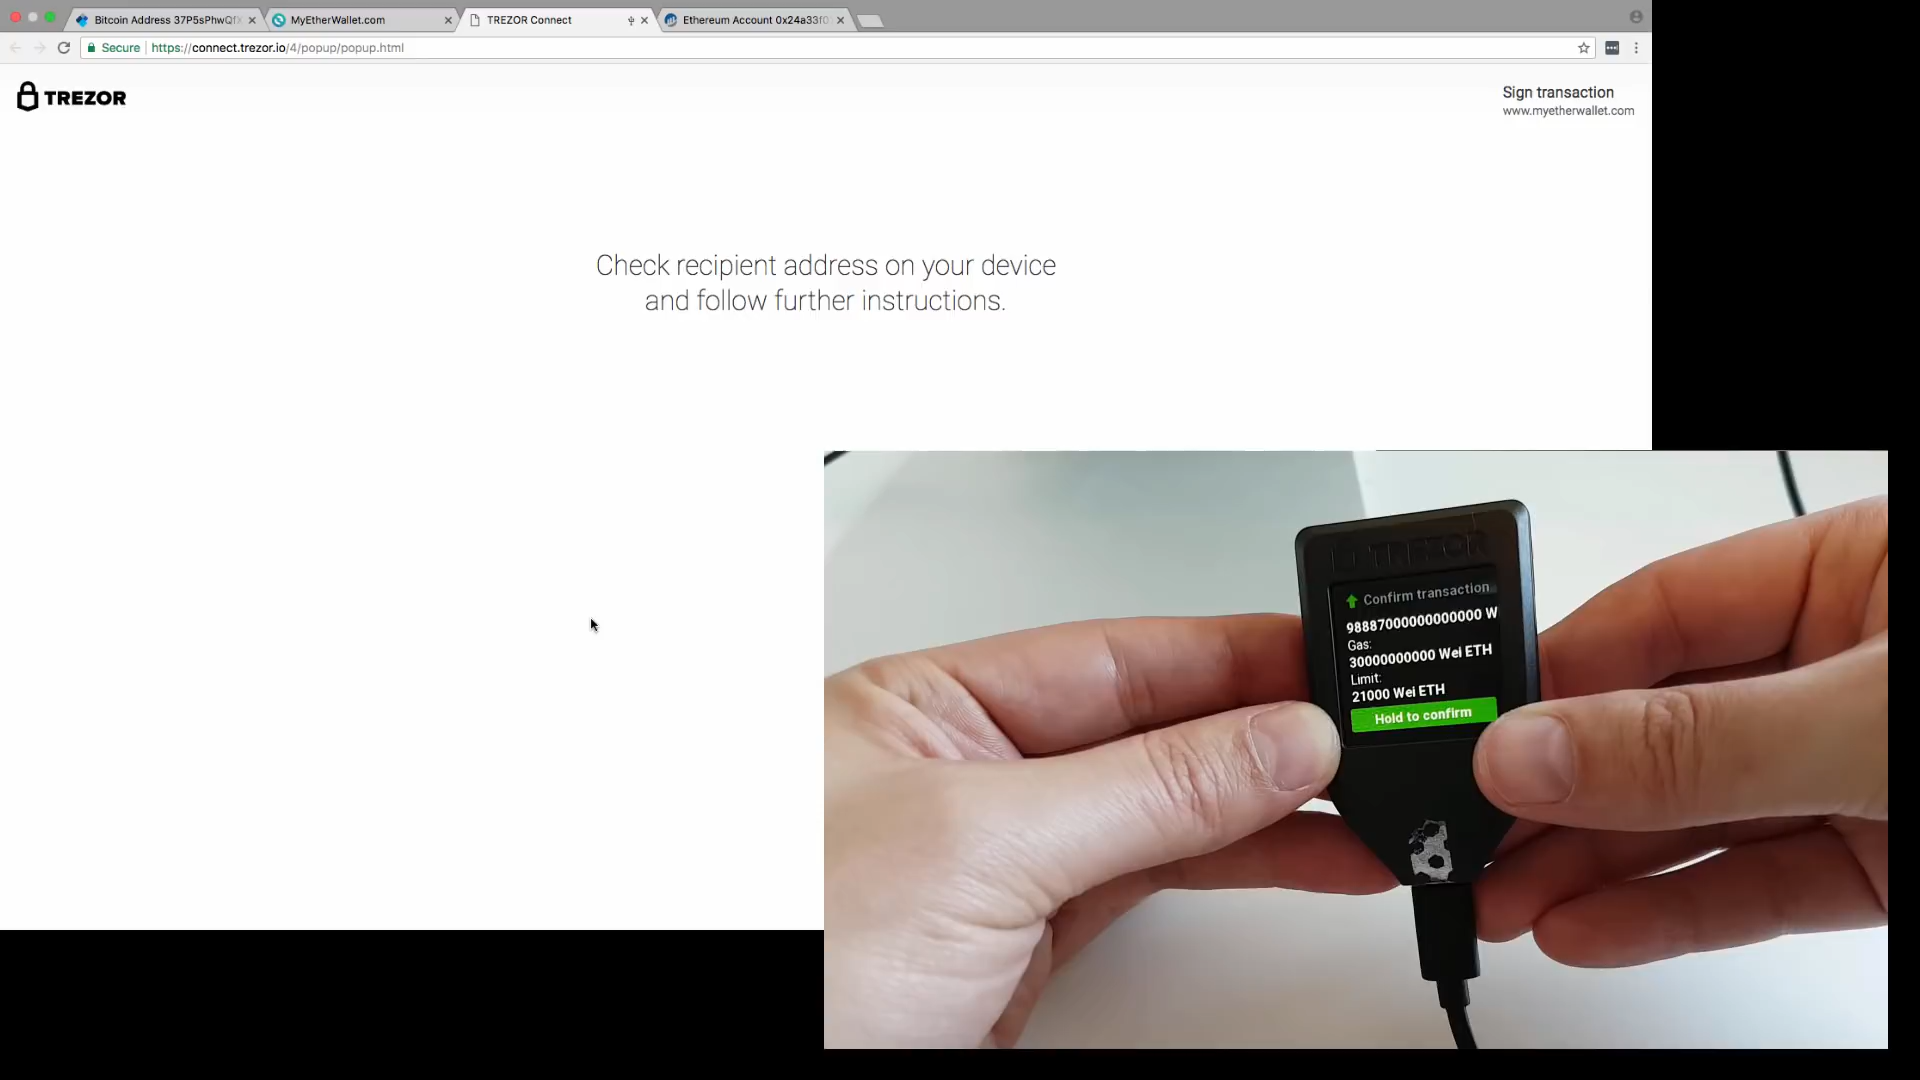 Bitcoin Address 37P5sPhwQf
MyEtherWallet.com
TREZOR Connect
Ethereum Account 0x24a33f0
Secure
https://connect.trezor.io/4/popup/popup.html
TREZOR
Sign transaction
www.myetherwallet.com
Check recipient address on your device
and follow further instructions.
TREZOR
Confirm transaction
98887000000000000 W
Gas:
30000000000 Wei ETH
Limit:
21000 Wei ETH
Hold to confirm